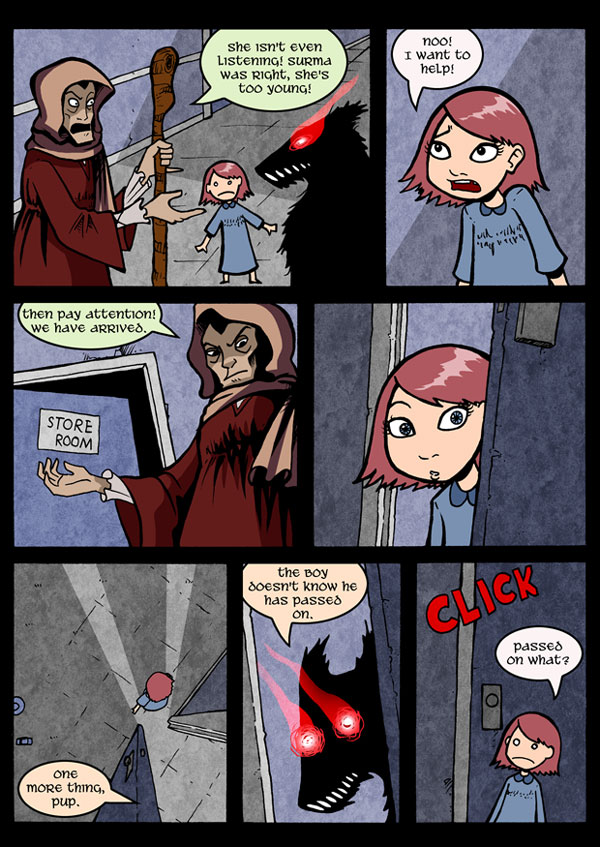 She isn't even
listening! Surma
was right, she's
too young!
Noo!
I want to
help!
Then pay attention!
We have arrived.
STORE
ROOM
One
more thing,
pup.
The boy
doesn't know he
has passed
on.
CLICK
Passed
on what?